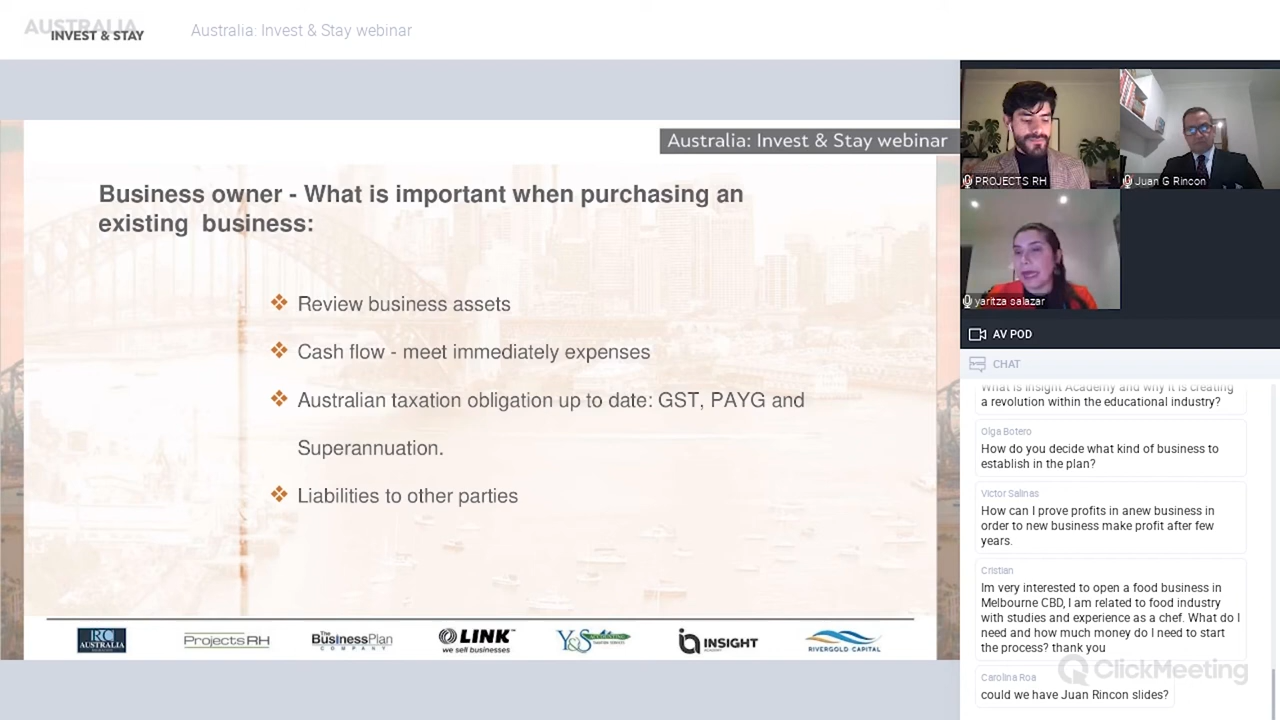 AUSTRALIA
INVEST & STAY
Australia: Invest & Stay webinar
Australia: Invest & Stay webinar
Business owner - What is important when purchasing an
existing business:
Review business assets
Cash flow - meet immediately expenses
Australian taxation obligation up to date: GST, PAYG and
Superannuation.
Liabilities to other parties
IRC
AUSTRALIA
Projects RH
The
BusinessPlan
COMPANY
LINK
we sell businesses
Y&S ACCOUNTING
INSIGHT
ACADEMY
RIVERGOLD CAPITAL
PROJECTS RH
Juan G Rincon
yaritza salazar
AV POD
CHAT
What is Insight Academy and why it is creating
a revolution within the educational industry?
Olga Botero
How do you decide what kind of business to
establish in the plan?
Victor Salinas
How can I prove profits in anew business in
order to new business make profit after few
years.
Cristian
Im very interested to open a food business in
Melbourne CBD, I am related to food industry
with studies and experience as a chef. What do I
need and how much money do I need to start
the process? thank you
ClickMeeting
Carolina Roa
could we have Juan Rincon slides?